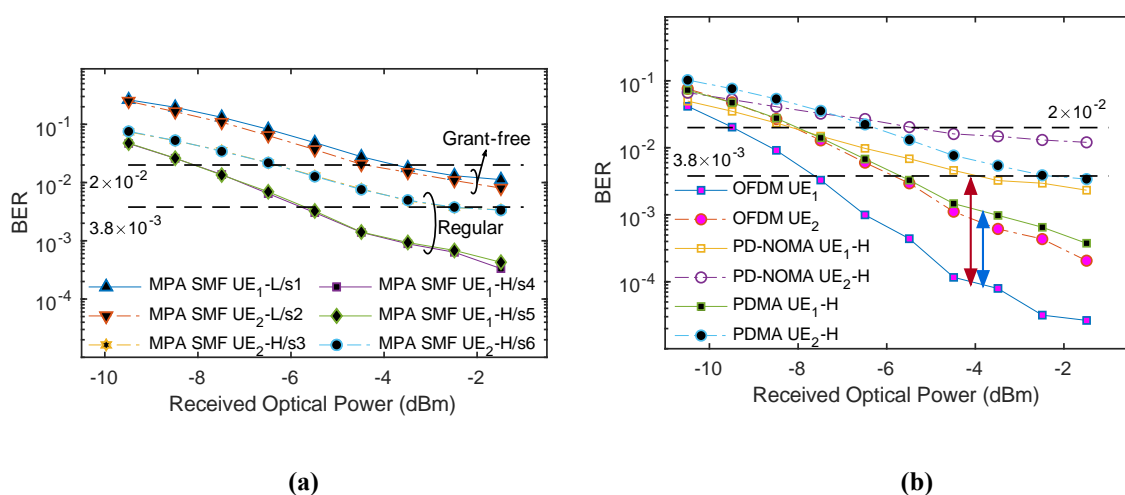 BER
10^-1
10^-2
10^-3
10^-4
2×10^-2
3.8×10^-3
Grant-free
Regular
MPA SMF UE1-L/s1
MPA SMF UE2-L/s2
MPA SMF UE2-H/s3
MPA SMF UE1-H/s4
MPA SMF UE1-H/s5
MPA SMF UE2-H/s6
-10
-8
-6
-4
-2
Received Optical Power (dBm)
(a)
BER
10^0
10^-1
10^-2
10^-3
10^-4
2×10^-2
3.8×10^-3
OFDM UE1
OFDM UE2
PD-NOMA UE1-H
PD-NOMA UE2-H
PDMA UE1-H
PDMA UE2-H
-10
-8
-6
-4
-2
Received Optical Power (dBm)
(b)